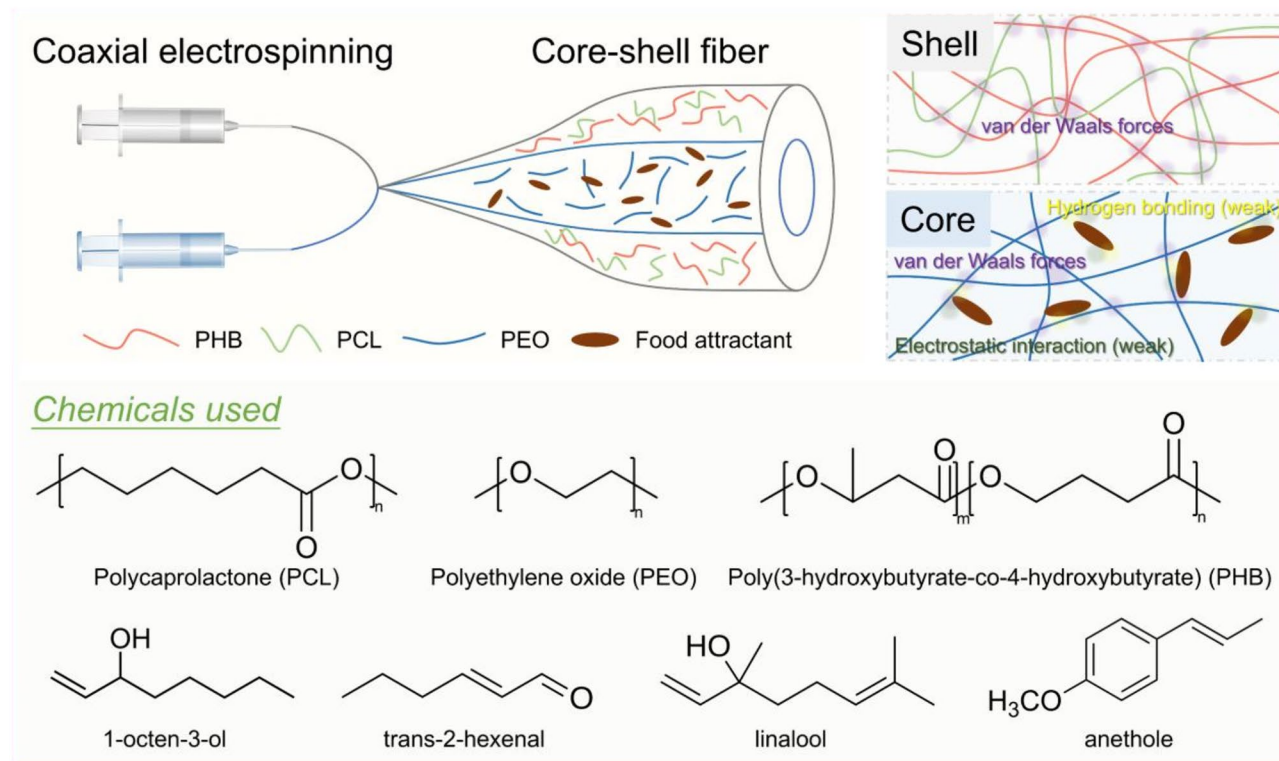 Coaxial electrospinning
Core-shell fiber
PHB
PCL
PEO
Food attractant
Shell
van der Waals forces
Core
Hydrogen bonding (weak)
van der Waals forces
Electrostatic interaction (weak)
Chemicals used
O
O
n
Polycaprolactone (PCL)
O
n
Polyethylene oxide (PEO)
O
O
m
O
O
n
Poly(3-hydroxybutyrate-co-4-hydroxybutyrate) (PHB)
OH
1-octen-3-ol
O
trans-2-hexenal
HO
linalool
H₃CO
anethole